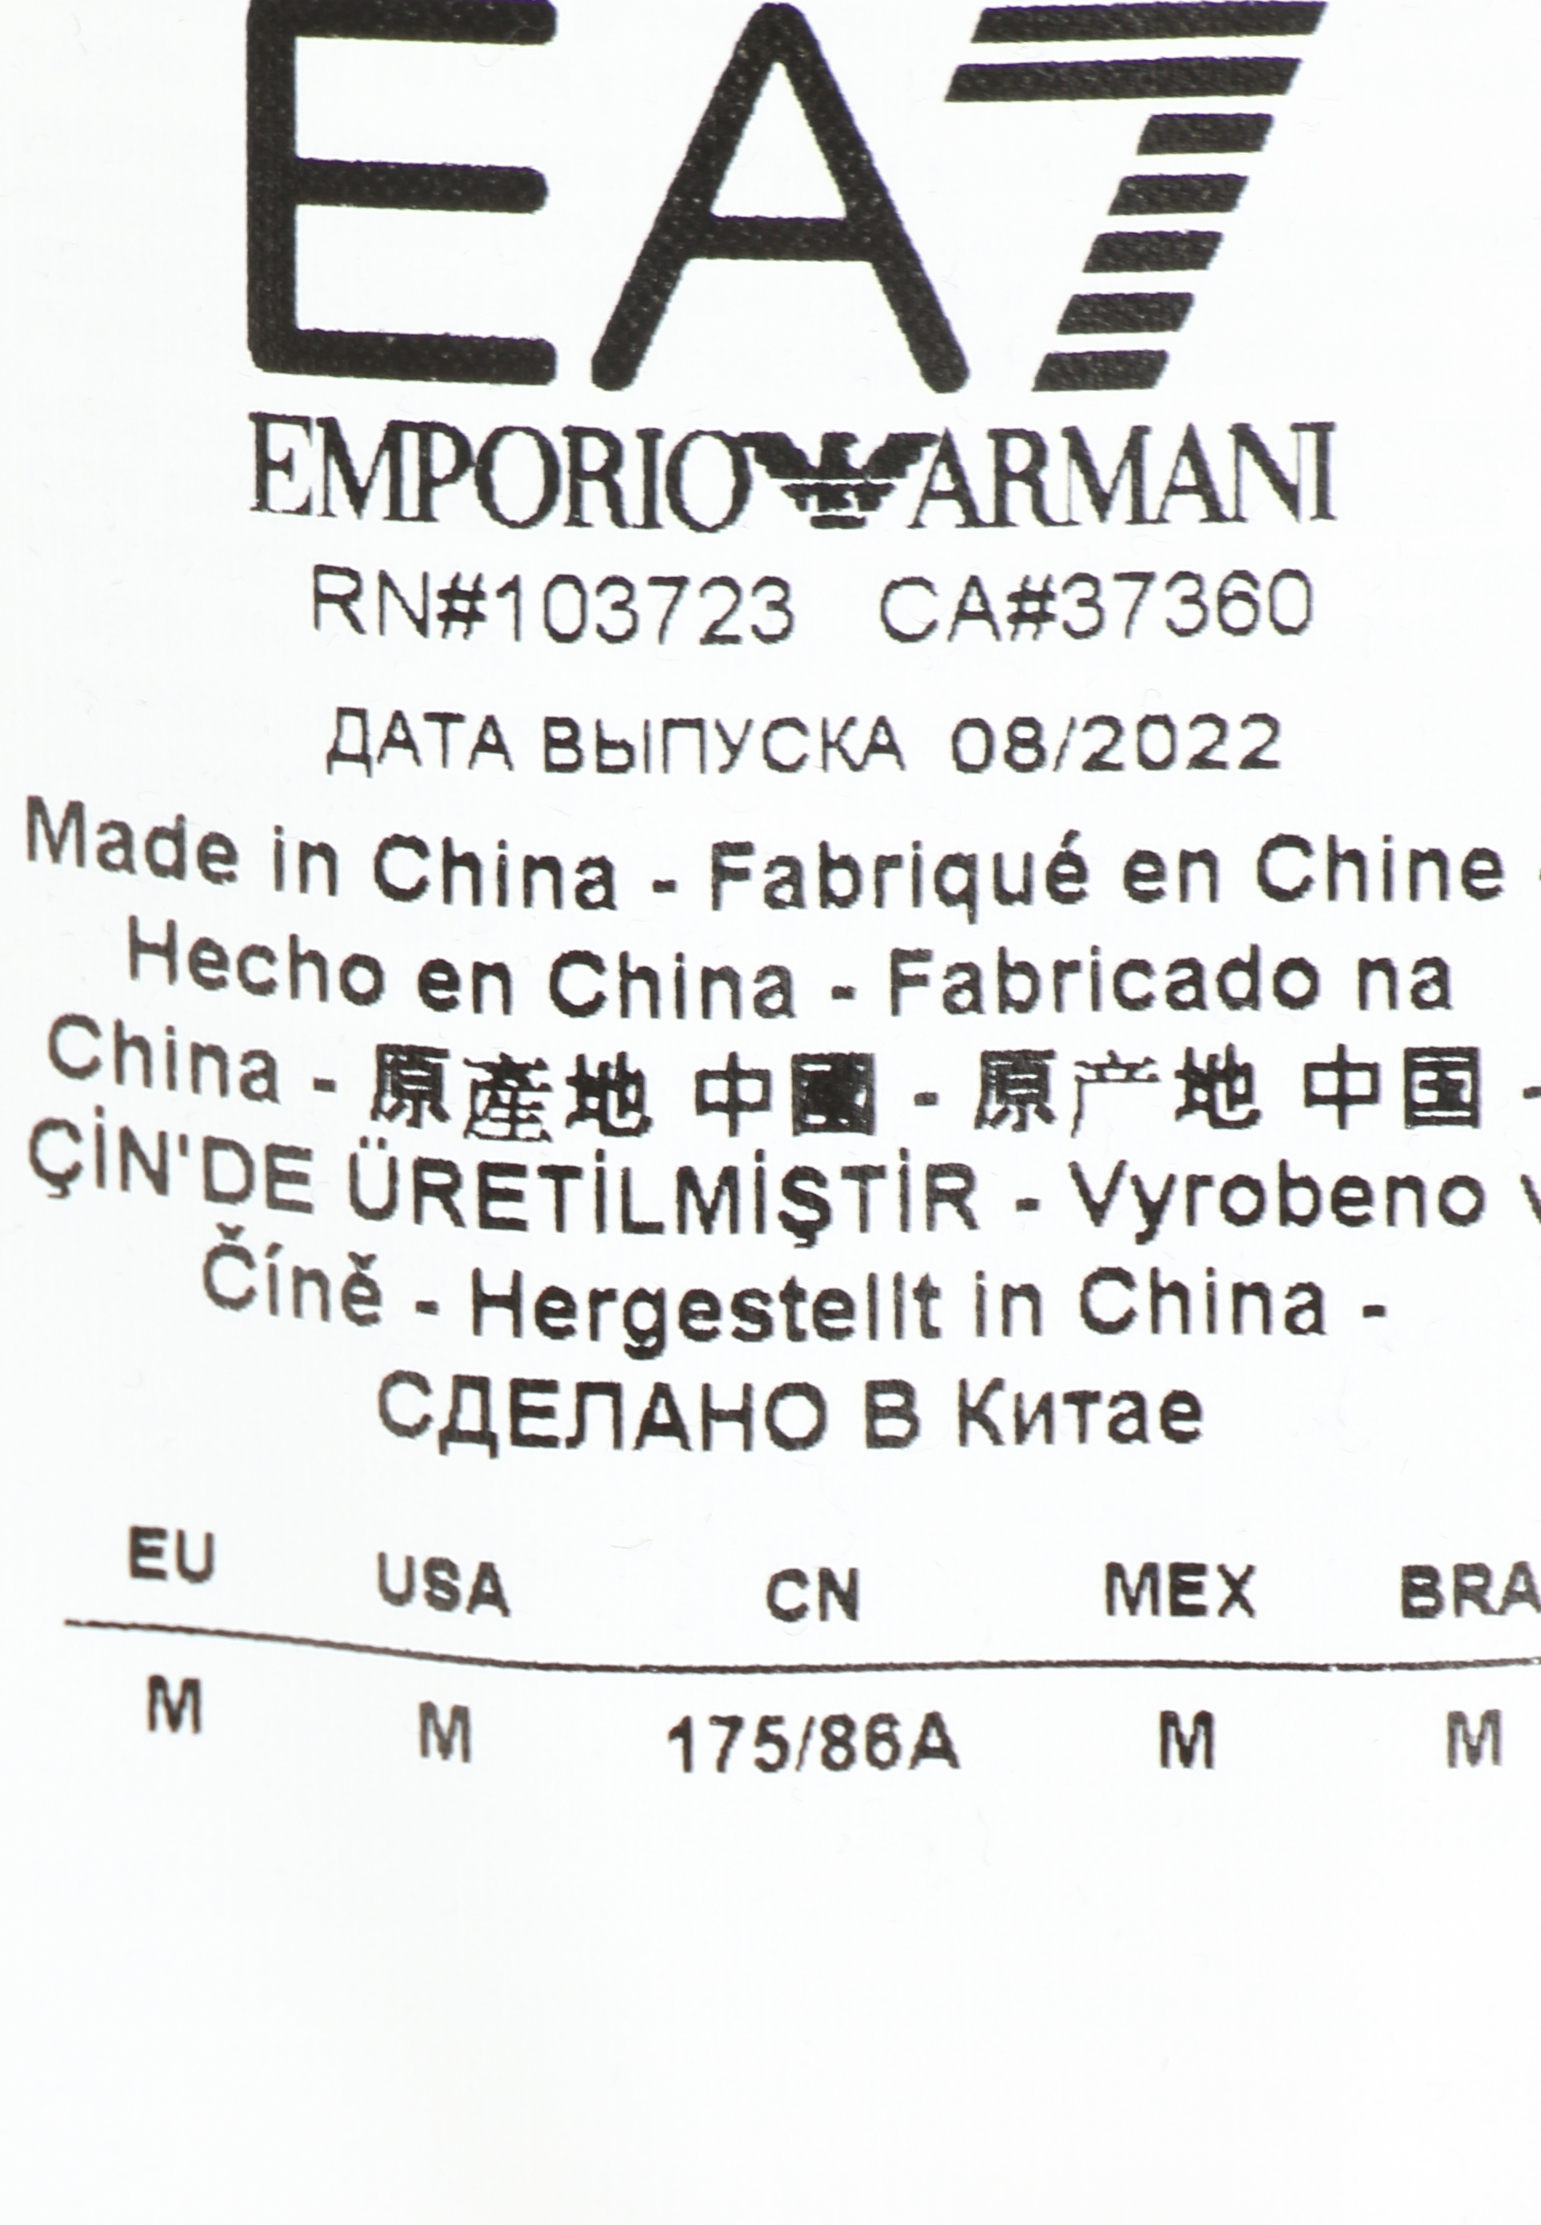 EA7
EMPORIO ARMANI
RN#103723 CA#37360
ДАТА ВЫПУСКА 08/2022
Made in China - Fabriqué en Chine -
Hecho en China - Fabricado na
China - 原產地 中國 - 原产地 中国 -
ÇİN'DE ÜRETİLMİŞTİR - Vyrobeno v
Číně - Hergestellt in China -
СДЕЛАНО В Китае
EU USA CN MEX BRA
M M 175/86A M M